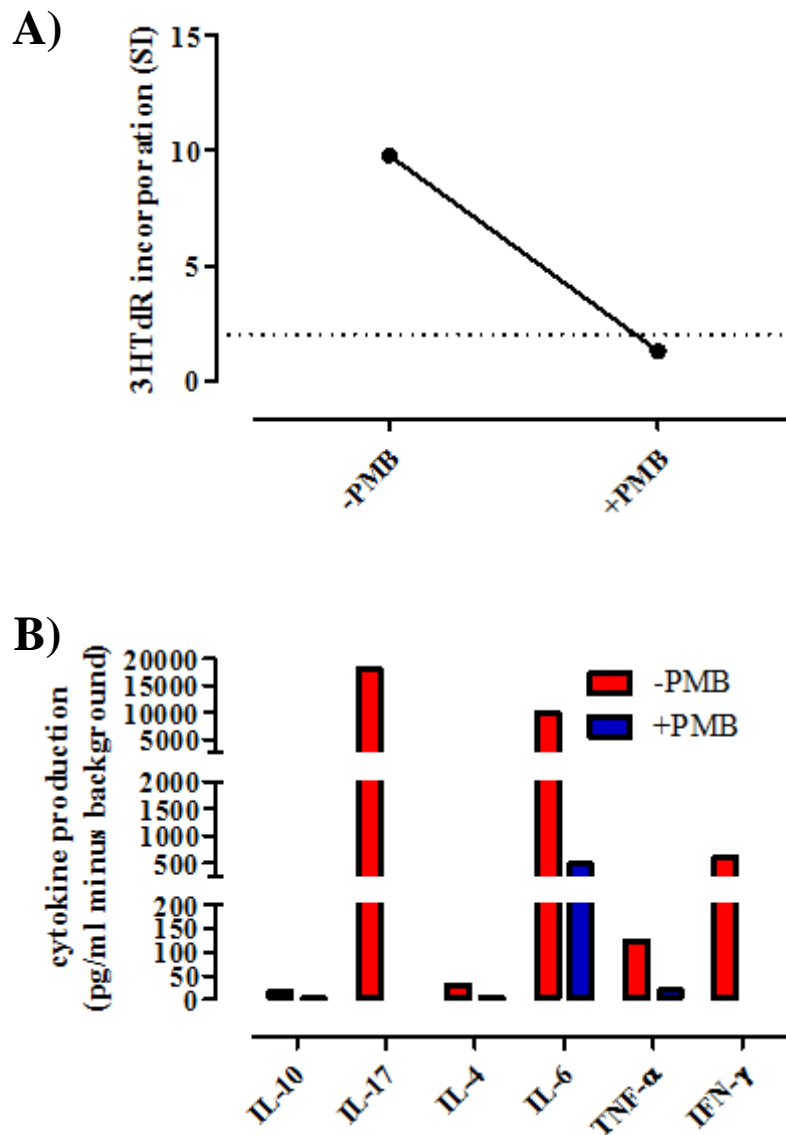 A)
3HTdR incorporation (SI)
15
10
5
0
-PMB
+PMB
B)
cytokine production
(pg/ml minus background)
20000
15000
10000
5000
2000
1500
1000
500
200
150
100
50
0
-PMB
+PMB
IL-10
IL-17
IL-4
IL-6
TNF-α
IFN-γ